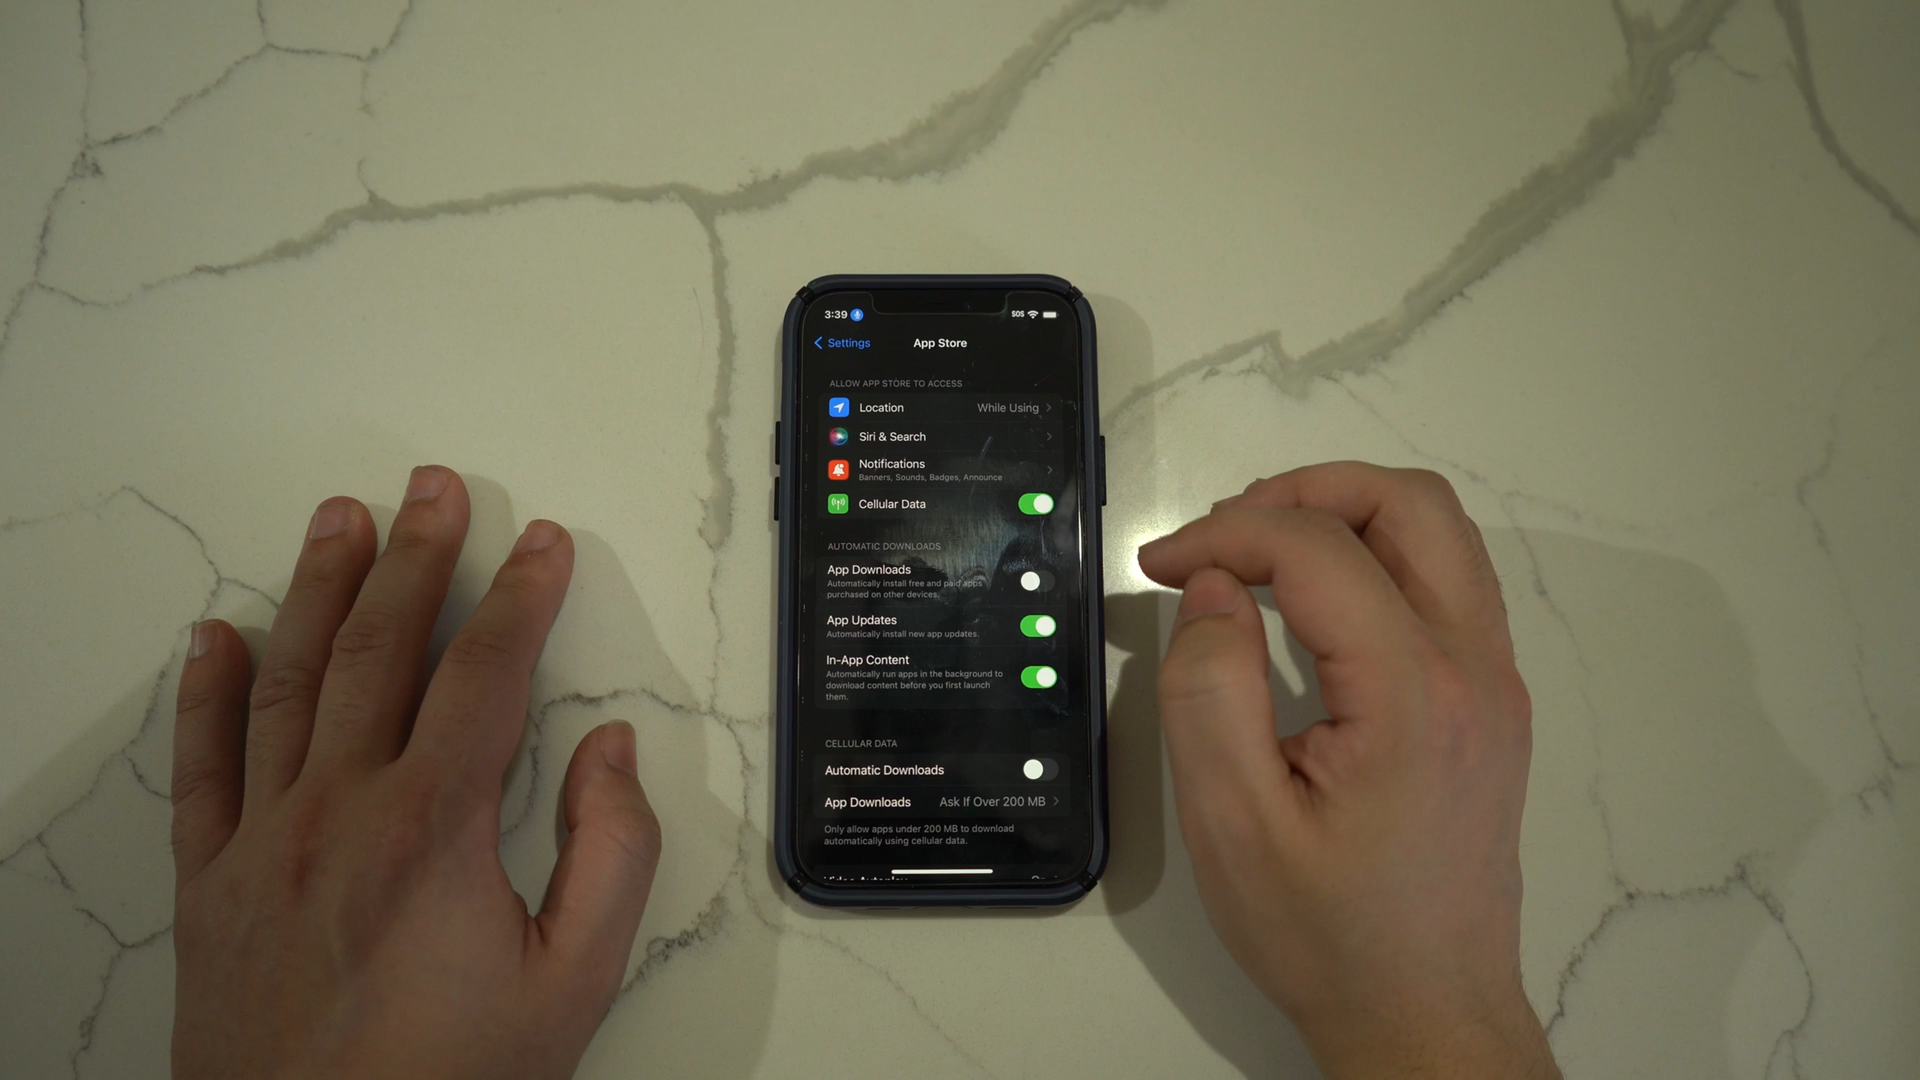 3:39
SOS
Settings
App Store
ALLOW APP STORE TO ACCESS
Location While Using
Siri & Search
Notifications
Banners, Sounds, Badges, Announce
Cellular Data
AUTOMATIC DOWNLOADS
App Downloads
Automatically install free and paid apps
purchased on other devices.
App Updates
Automatically install new app updates.
In-App Content
Automatically run apps in the background to
download content before you first launch
them.
CELLULAR DATA
Automatic Downloads
App Downloads Ask If Over 200 MB
Only allow apps under 200 MB to download
automatically using cellular data.
Video Autoplay